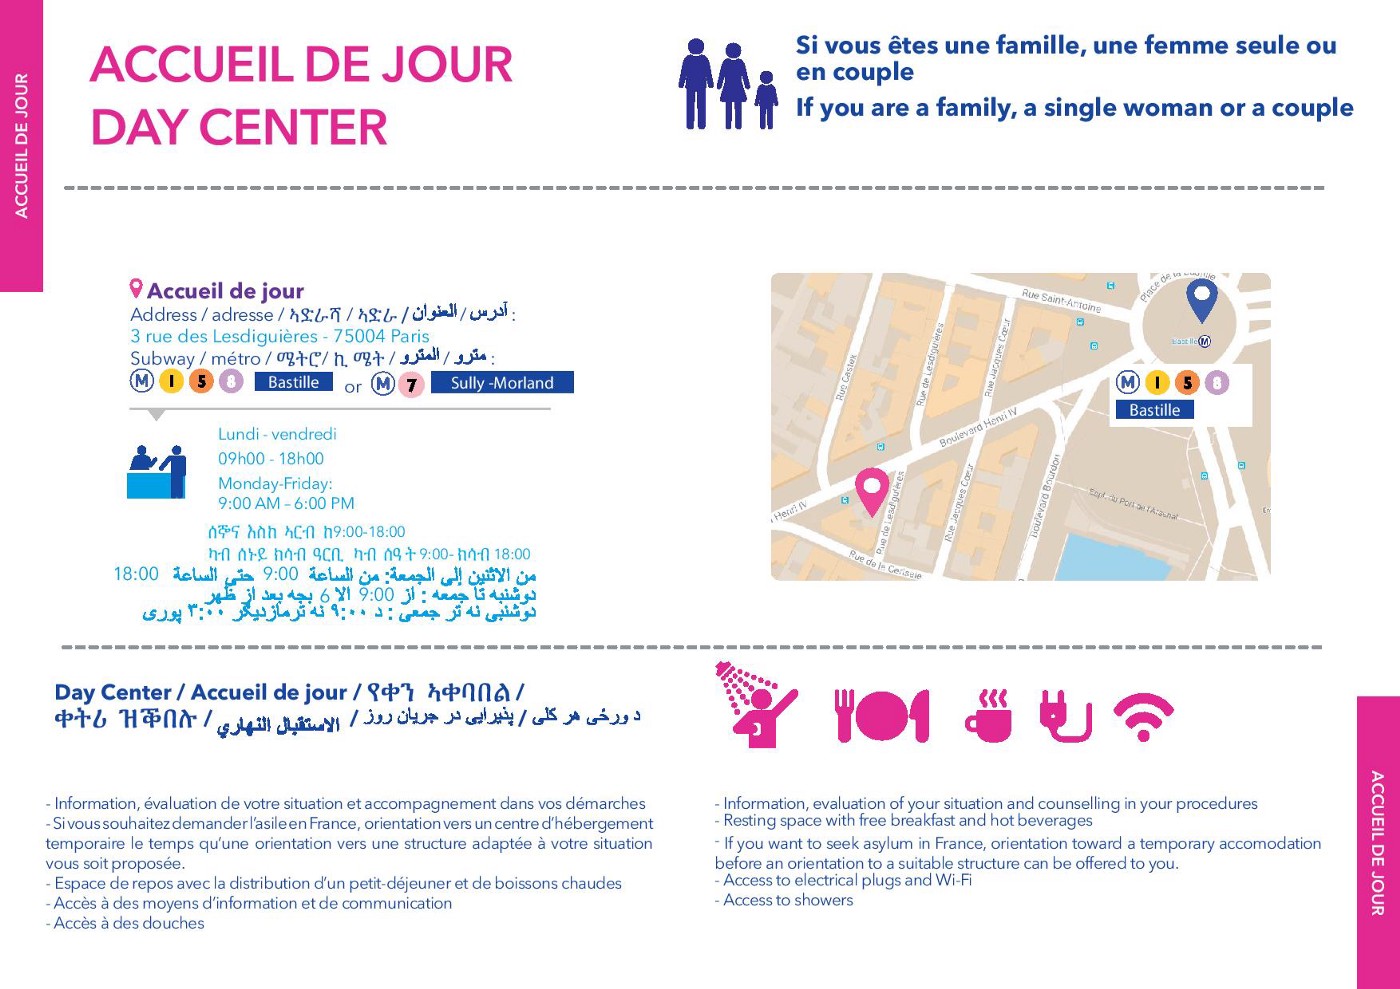 ACCUEIL DE JOUR
ACCUEIL DE JOUR
DAY CENTER
Si vous êtes une famille, une femme seule ou
en couple
If you are a family, a single woman or a couple
Accueil de jour
Address / adresse / ኣድራሻ / ኣድራ / العنوان / آدرس :
3 rue des Lesdiguières - 75004 Paris
Subway / métro / ሜትሮ/ ኪ ሜት / المترو / مترو :
M 1 5 8 Bastille or M 7 Sully -Morland
Lundi - vendredi
09h00 - 18h00
Monday-Friday:
9:00 AM – 6:00 PM
ሰኞና እስከ ኣርብ ከ9:00-18:00
ካብ ሰኑይ ክሳብ ዓርቢ ካብ ሰዓት 9:00- ክሳብ 18:00
من الاثنين إلى الجمعة: من الساعة 9:00 حتى الساعة 18:00
دوشنبه تا جمعه : از 9:00 الا 6 بجه بعد از ظهر
دوشنبی نه تر جمعی : د ۹:۰۰ نه ترمازدیگر ۳:۰۰ پوری
Place de la Bastille
Rue Saint-Antoine
Bastille M
Rue Castex
Rue de Lesdiguières
Rue Jacques Cœur
M 1 5 8
Bastille
Boulevard Henri IV
Henri IV
Rue de Lesdiguières
Rue Jacques Cœur
Boulevard Bourdon
Espl. du Port de l'Arsenal
Rue de la Cerisaie
Day Center / Accueil de jour / የቀን ኣቀባበል /
ቀትሪ ዝኾበሉ / الاستقبال النهاري / پذیرایی در جریان روز / د ورځی هر کلی
- Information, évaluation de votre situation et accompagnement dans vos démarches
- Si vous souhaitez demander l'asile en France, orientation vers un centre d'hébergement
temporaire le temps qu'une orientation vers une structure adaptée à votre situation
vous soit proposée.
- Espace de repos avec la distribution d'un petit-déjeuner et de boissons chaudes
- Accès à des moyens d'information et de communication
- Accès à des douches
- Information, evaluation of your situation and counselling in your procedures
- Resting space with free breakfast and hot beverages
- If you want to seek asylum in France, orientation toward a temporary accomodation
before an orientation to a suitable structure can be offered to you.
- Access to electrical plugs and Wi-Fi
- Access to showers
ACCUEIL DE JOUR